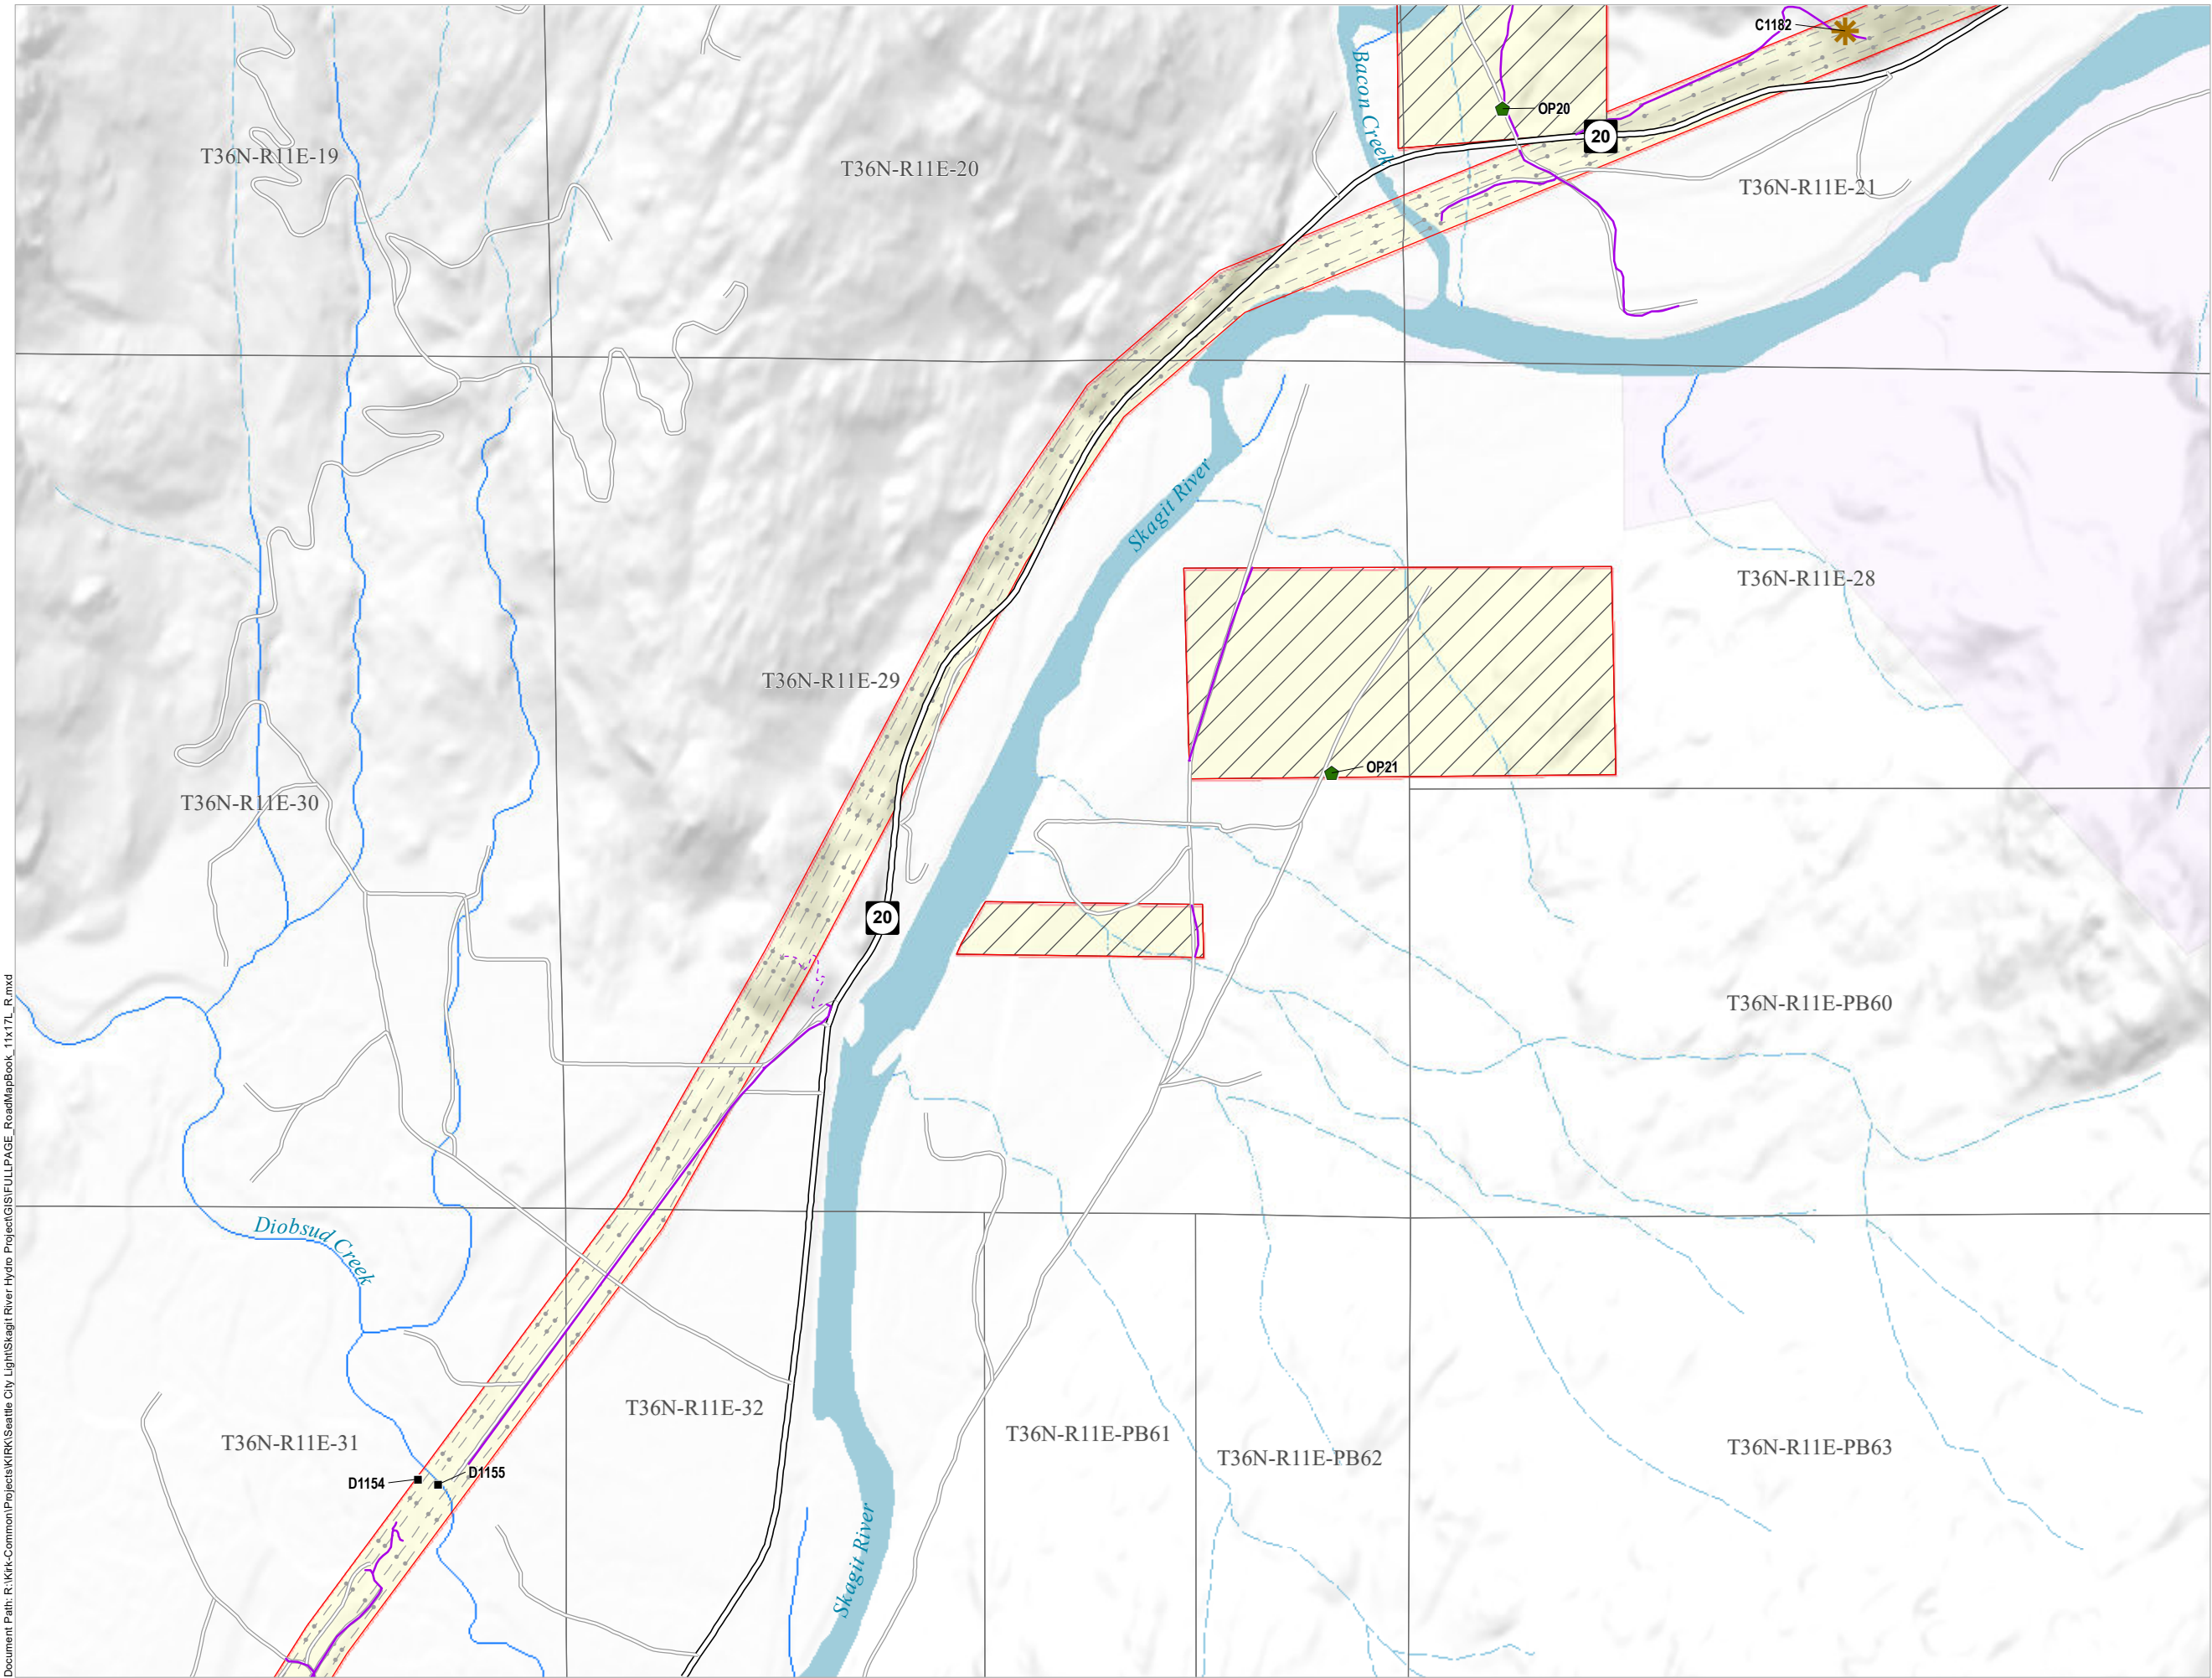 C1182
Bacon Creek
OP20
20
T36N-R11E-19
T36N-R11E-20
T36N-R11E-21
Skagit River
T36N-R11E-28
T36N-R11E-29
OP21
T36N-R11E-30
20
T36N-R11E-PB60
Diobsud Creek
T36N-R11E-32
T36N-R11E-31
T36N-R11E-PB61
T36N-R11E-PB62
T36N-R11E-PB63
D1154
D1155
Skagit River
Document Path: R:\Kirk-Common\Projects\KIRK\Seattle City Light\Skagit River Hydro Project\GIS\FULLPAGE_RoadMapBook_11x17L_R.mxd